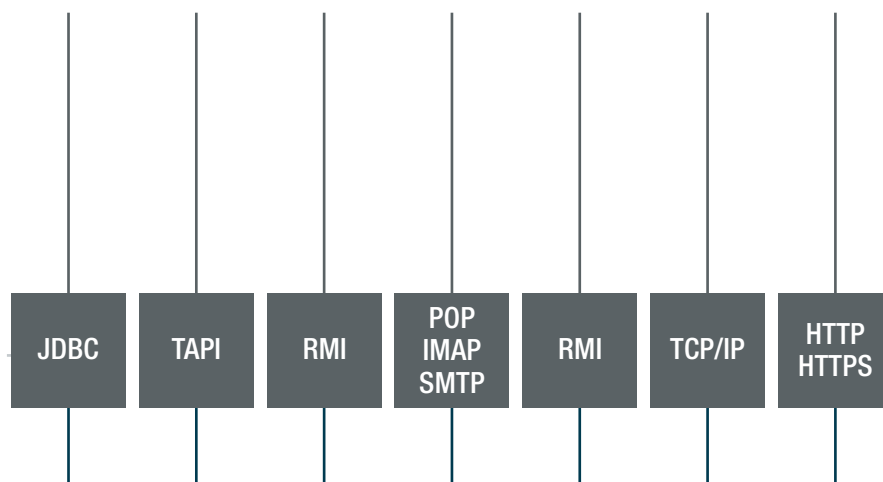 JDBC
TAPI
RMI
POP
IMAP
SMTP
RMI
TCP/IP
HTTP
HTTPS